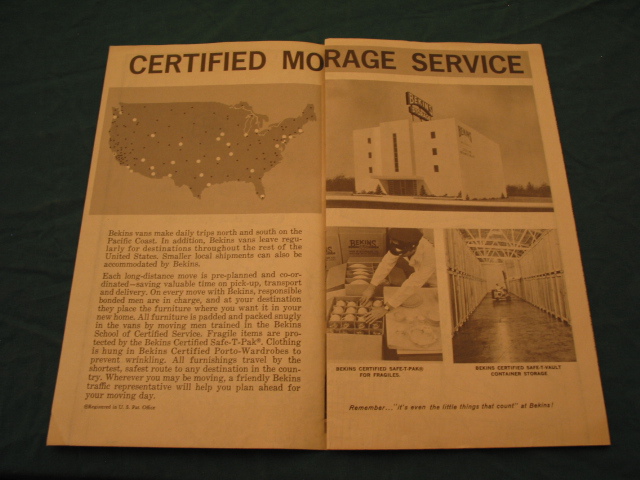 CERTIFIED MORAGE SERVICE
Bekins vans make daily trips north and south on the
Pacific Coast. In addition, Bekins vans leave regu-
larly for destinations throughout the rest of the
United States. Smaller local shipments can also be
accommodated by Bekins.
Each long-distance move is pre-planned and co-or-
dinated—saving valuable time on pick-up, transport
and delivery. On every move with Bekins, responsible
bonded men are in charge, and at your destination
they place the furniture where you want it in your
new home. All furniture is padded and packed snugly
in the vans by moving men trained in the Bekins
School of Certified Service. Fragile items are pro-
tected by the Bekins Certified Safe-T-Pak®. Clothing
is hung in Bekins Certified Porto-Wardrobes to
prevent wrinkling. All furnishings travel by the
shortest, safest route to any destination in the coun-
try. Wherever you may be moving, a friendly Bekins
traffic representative will help you plan ahead for
your moving day.
®Registered in U. S. Pat. Office
BEKINS
BEKINS
BEKINS CERTIFIED SAFE-T-PAK®
FOR FRAGILES.
BEKINS CERTIFIED SAFE-T-VAULT
CONTAINER STORAGE.
Remember..."it's even the little things that count" at Bekins!